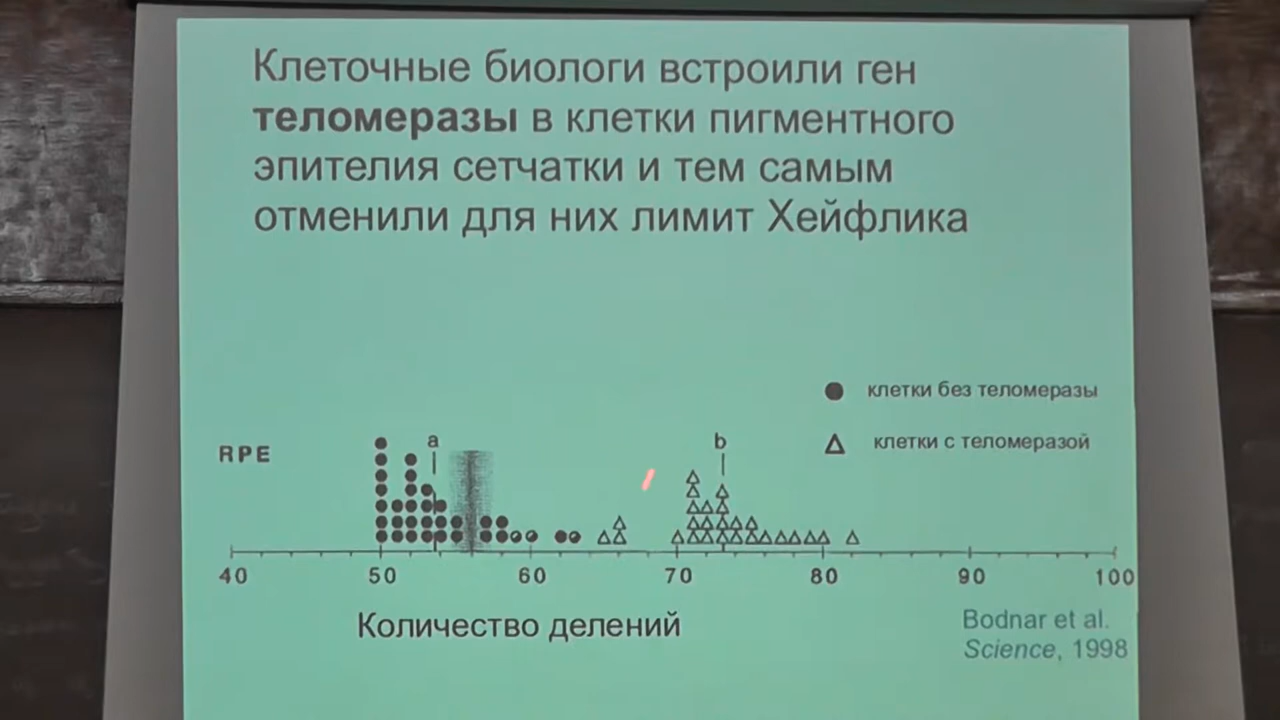 Клеточные биологи встроили ген
теломеразы в клетки пигментного
эпителия сетчатки и тем самым
отменили для них лимит Хейфлика
клетки без теломеразы
клетки с теломеразой
RPE
a
b
40 50 60 70 80 90 100
Количество делений
Bodnar et al.
Science, 1998